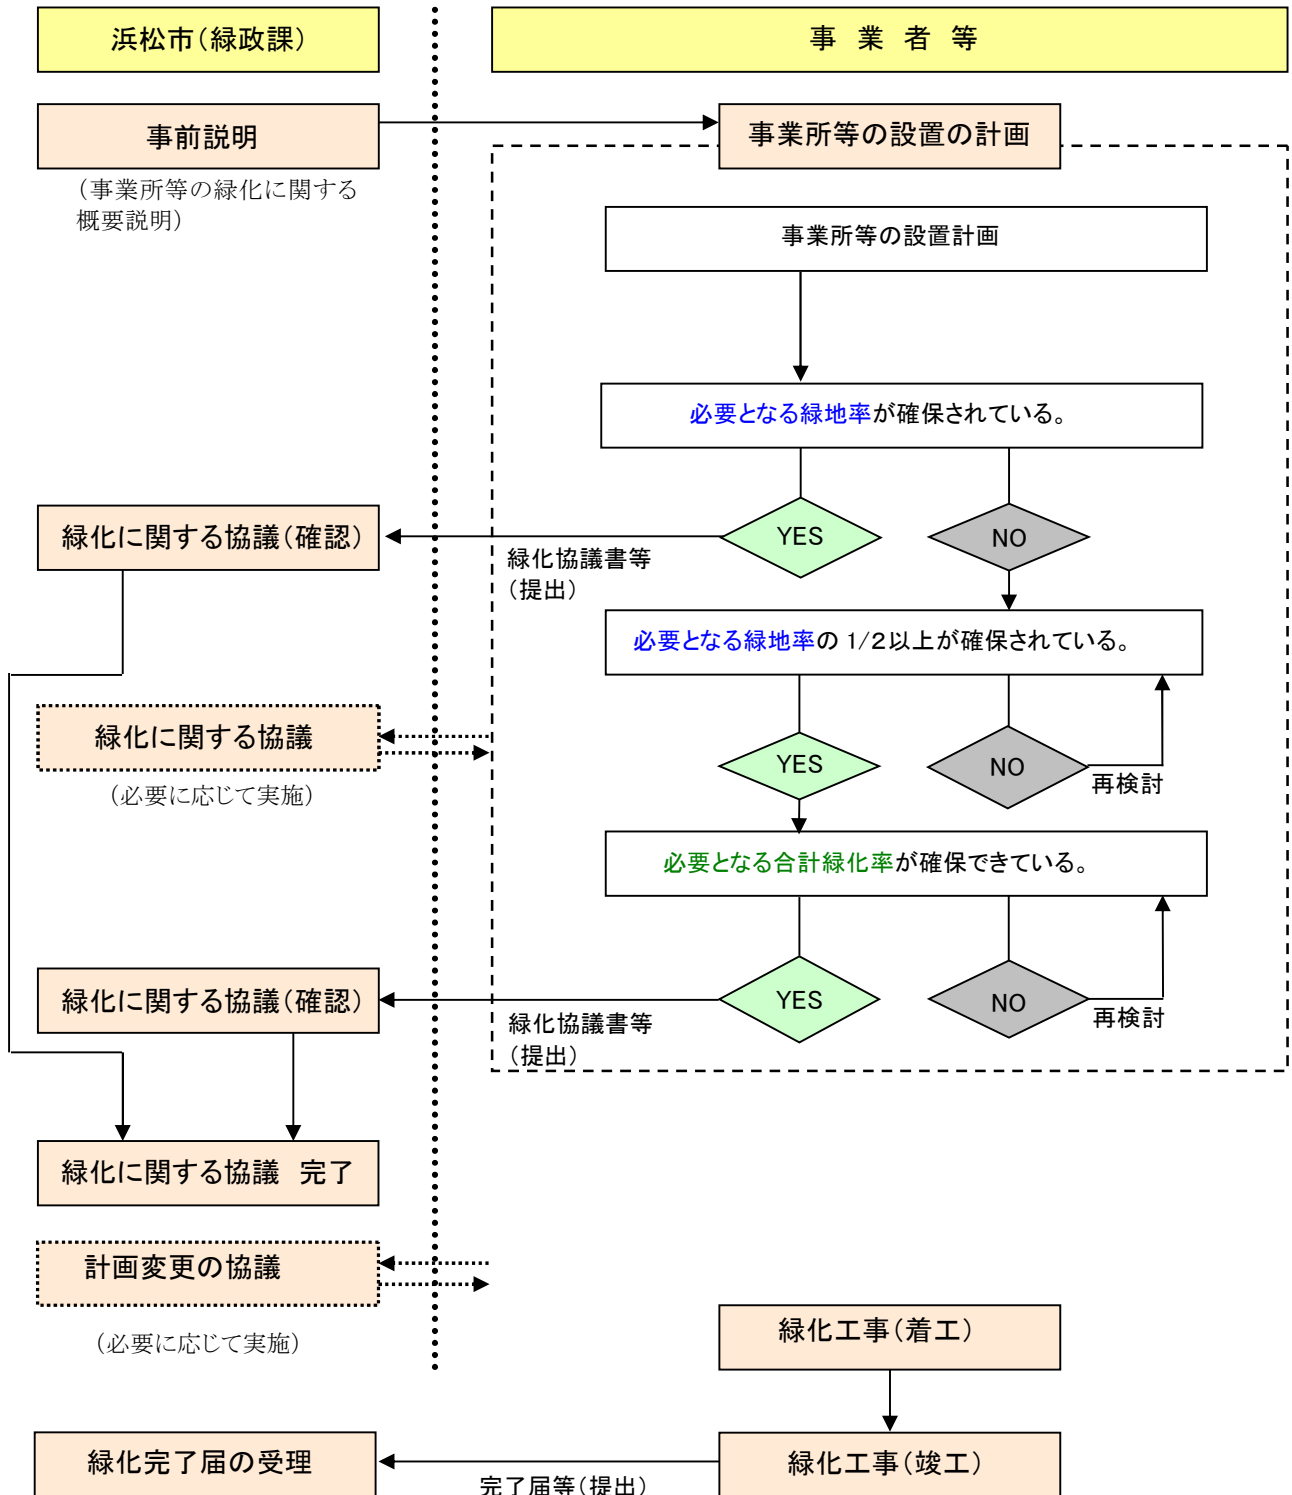 浜松市（緑政課）
事 業 者 等
事前説明
事業所等の設置の計画
（事業所等の緑化に関する
概要説明）
事業所等の設置計画
必要となる緑地率が確保されている。
YES
NO
緑化に関する協議（確認）
緑化協議書等
（提出）
必要となる緑地率の 1/2以上が確保されている。
緑化に関する協議
（必要に応じて実施）
YES
NO
再検討
必要となる合計緑化率が確保できている。
緑化に関する協議（確認）
YES
NO
再検討
緑化協議書等
（提出）
緑化に関する協議　完了
計画変更の協議
（必要に応じて実施）
緑化工事（着工）
緑化完了届の受理
完了届等（提出）
緑化工事（竣工）